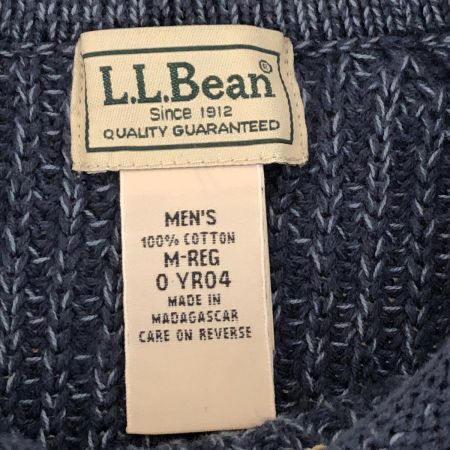 L.L.Bean®
Since 1912
QUALITY GUARANTEED
MEN'S
100% COTTON
M-REG
0 YR04
MADE IN
MADAGASCAR
CARE ON REVERSE